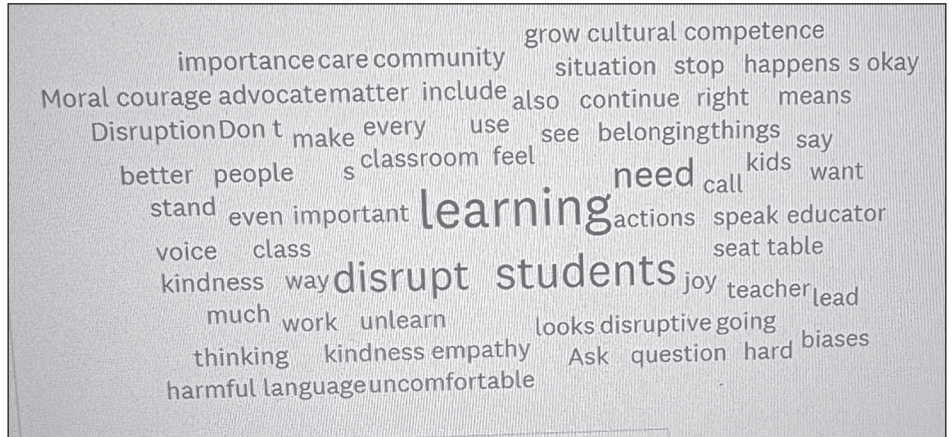 grow cultural competence
importance care community
situation stop happens s okay
Moral courage advocate matter include also continue right means
Disruption Don t make every use see belonging things say
better people s classroom feel need call kids want
stand even important learning actions speak educator
voice class seat table
kindness way disrupt students joy teacher lead
much work unlearn looks disruptive going
thinking kindness empathy Ask question hard biases
harmful language uncomfortable